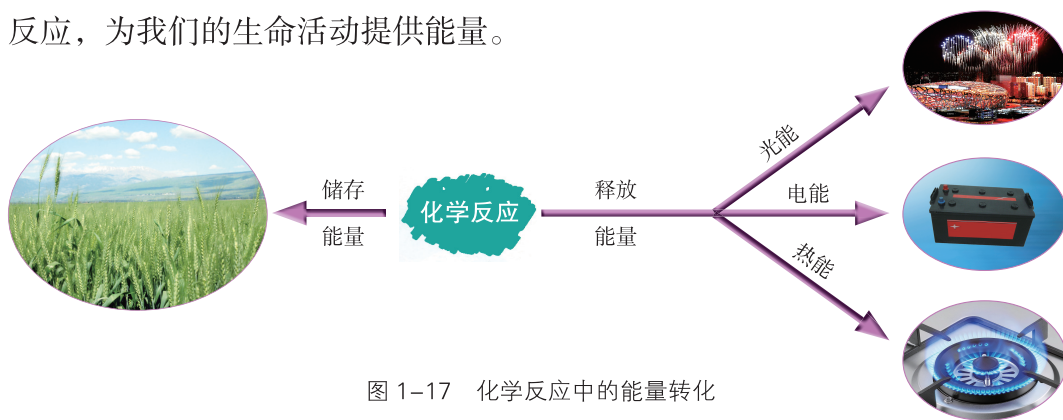 反应，为我们的生命活动提供能量。
光能
储存
化学反应
释放
电能
能量
能量
热能
图 1–17 化学反应中的能量转化